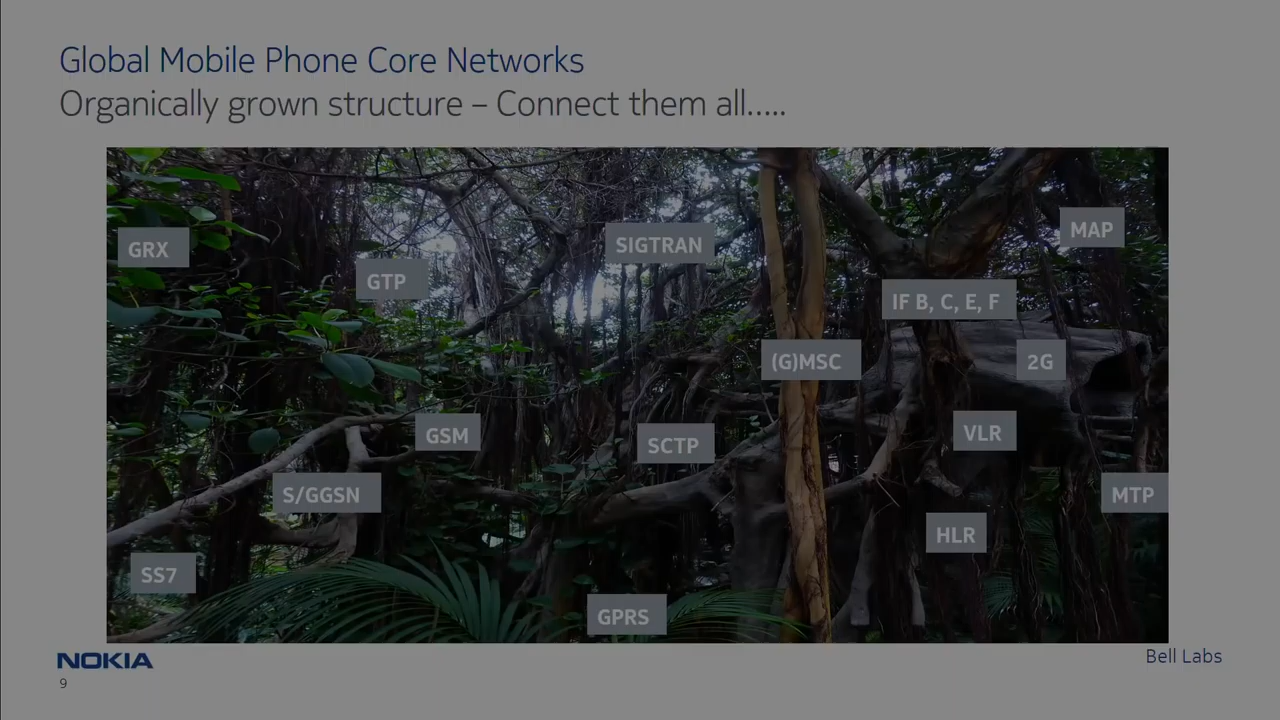 Global Mobile Phone Core Networks
Organically grown structure – Connect them all.....
GRX
GTP
SIGTRAN
MAP
IF B, C, E, F
(G)MSC
2G
GSM
SCTP
VLR
S/GGSN
MTP
HLR
SS7
GPRS
NOKIA
Bell Labs
9